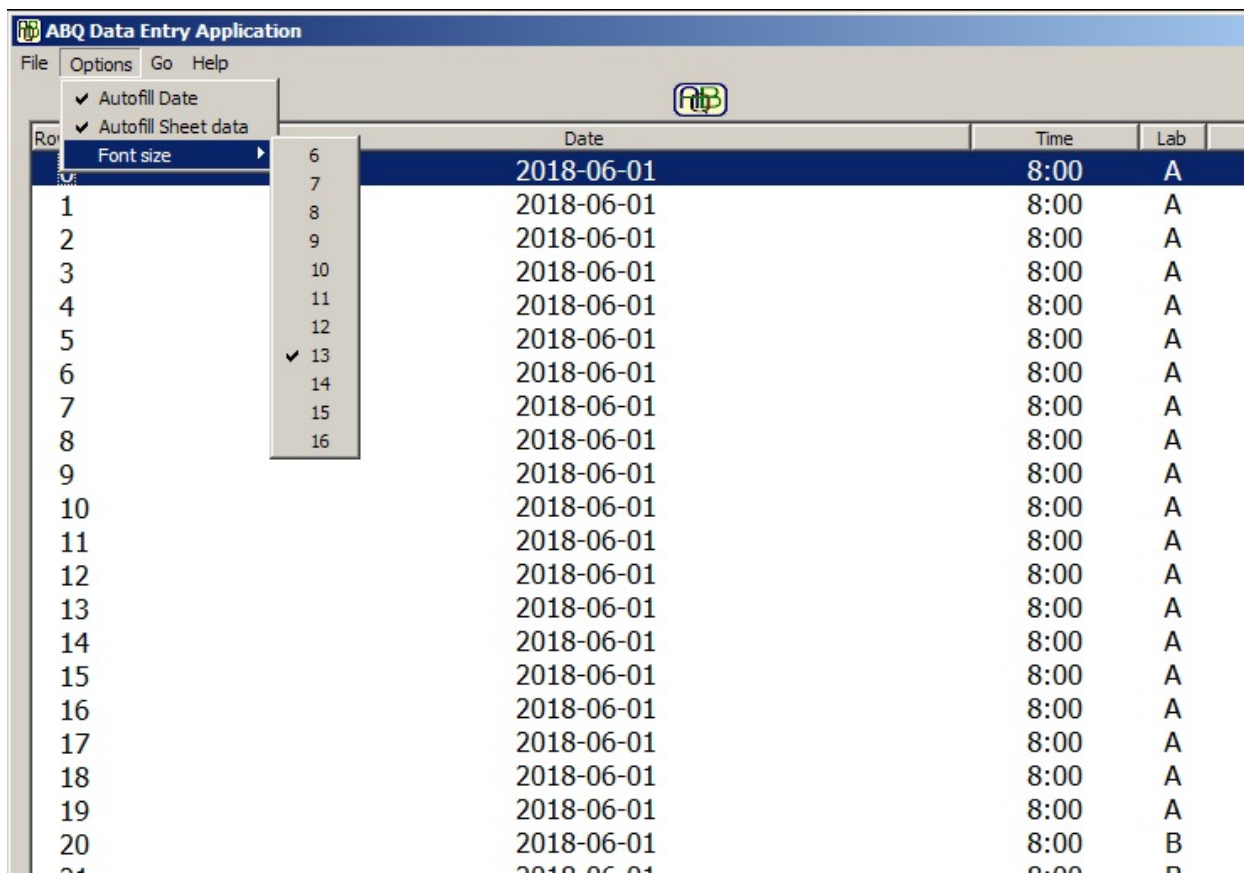 ABQ Data Entry Application
File Options Go Help
Autofill Date
Autofill Sheet data
Font size
6
7
8
9
10
11
12
13
14
15
16
ABQ
Date Time Lab
0 2018-06-01 8:00 A
1 2018-06-01 8:00 A
2 2018-06-01 8:00 A
3 2018-06-01 8:00 A
4 2018-06-01 8:00 A
5 2018-06-01 8:00 A
6 2018-06-01 8:00 A
7 2018-06-01 8:00 A
8 2018-06-01 8:00 A
9 2018-06-01 8:00 A
10 2018-06-01 8:00 A
11 2018-06-01 8:00 A
12 2018-06-01 8:00 A
13 2018-06-01 8:00 A
14 2018-06-01 8:00 A
15 2018-06-01 8:00 A
16 2018-06-01 8:00 A
17 2018-06-01 8:00 A
18 2018-06-01 8:00 A
19 2018-06-01 8:00 A
20 2018-06-01 8:00 B